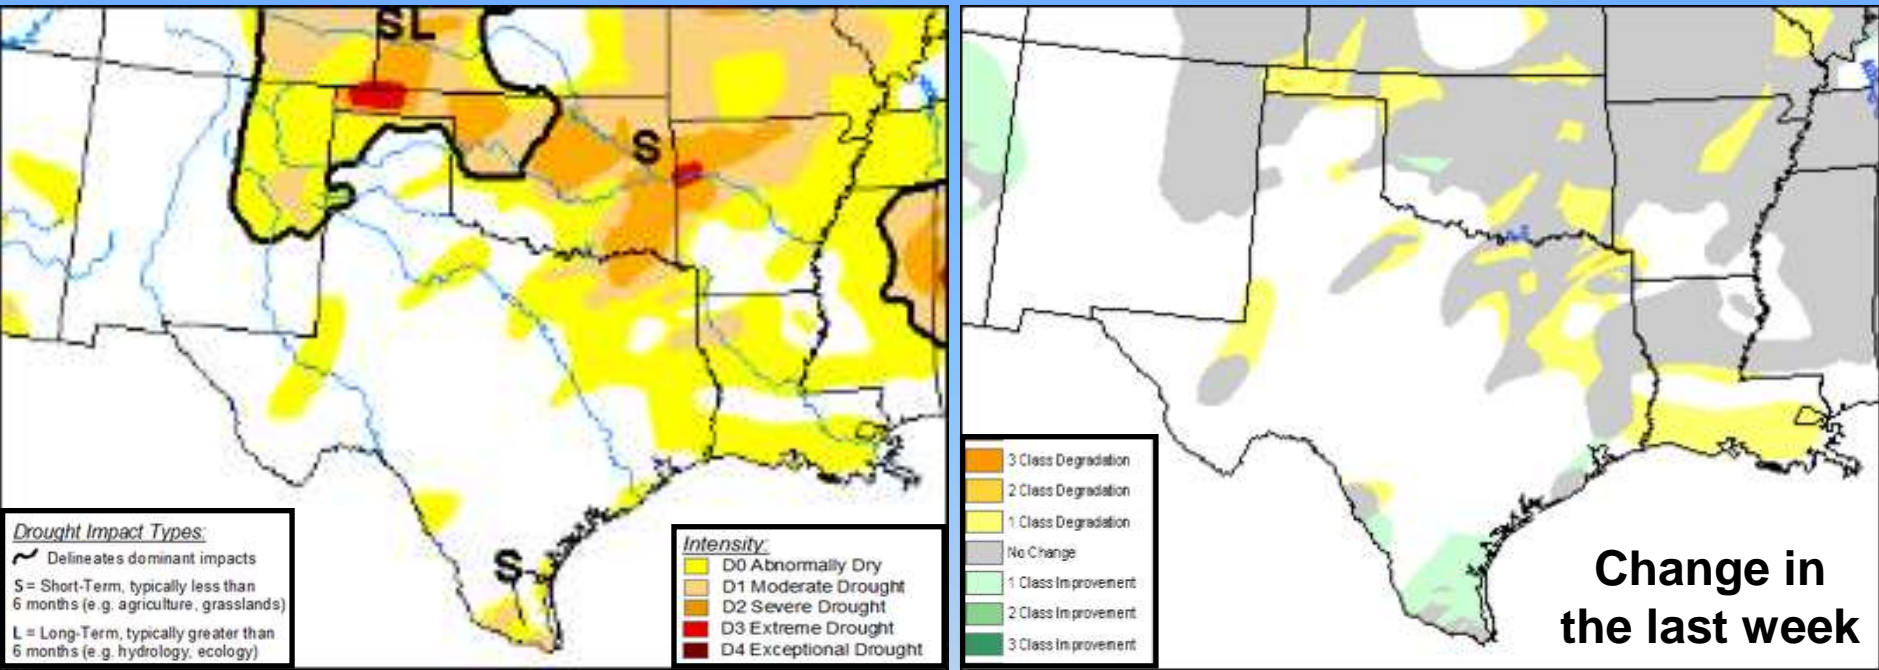 SL
S
S
Drought Impact Types:
Delineates dominant impacts
S = Short-Term, typically less than
6 months (e.g. agriculture, grasslands)
L = Long-Term, typically greater than
6 months (e.g. hydrology, ecology)
Intensity:
D0 Abnormally Dry
D1 Moderate Drought
D2 Severe Drought
D3 Extreme Drought
D4 Exceptional Drought
3 Class Degradation
2 Class Degradation
1 Class Degradation
No Change
1 Class Improvement
2 Class Improvement
3 Class Improvement
Change in
the last week